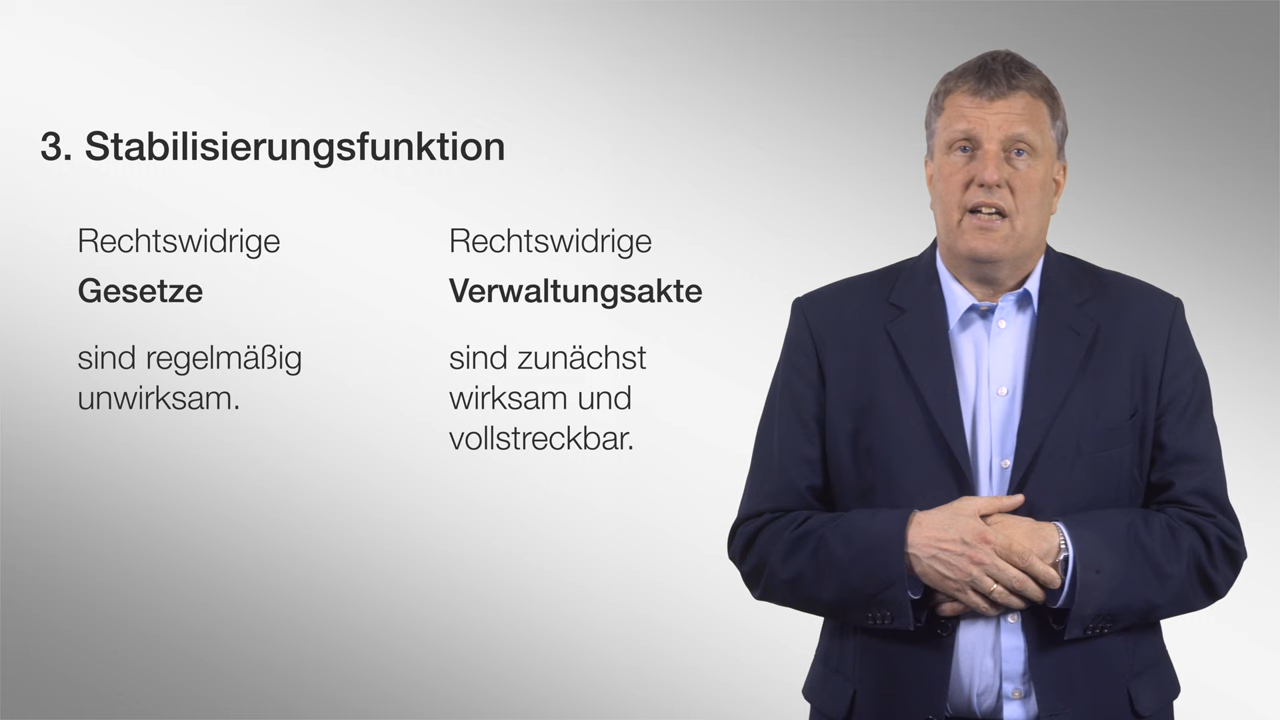 3. Stabilisierungsfunktion
Rechtswidrige
Gesetze
sind regelmäßig
unwirksam.
Rechtswidrige
Verwaltungsakte
sind zunächst
wirksam und
vollstreckbar.